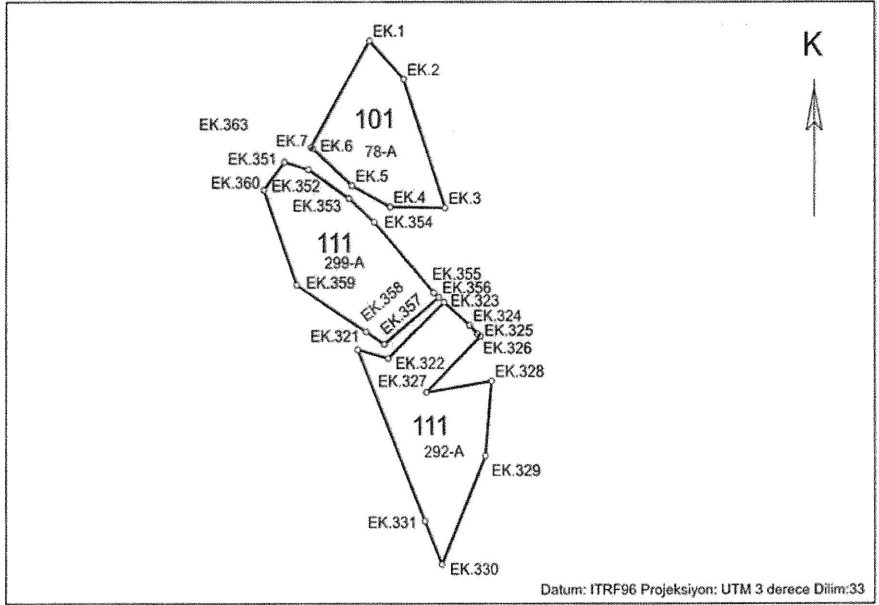 EK.1
K
EK.2
101
EK.363
EK.7
EK.6
78-A
EK.351
EK.5
EK.360
EK.352
EK.353
EK.4
EK.3
EK.354
111
299-A
EK.359
EK.355
EK.356
EK.358
EK.357
EK.323
EK.324
EK.321
EK.325
EK.326
EK.322
EK.327
EK.328
111
292-A
EK.329
EK.331
EK.330
Datum: ITRF96 Projeksiyon: UTM 3 derece Dilim:33